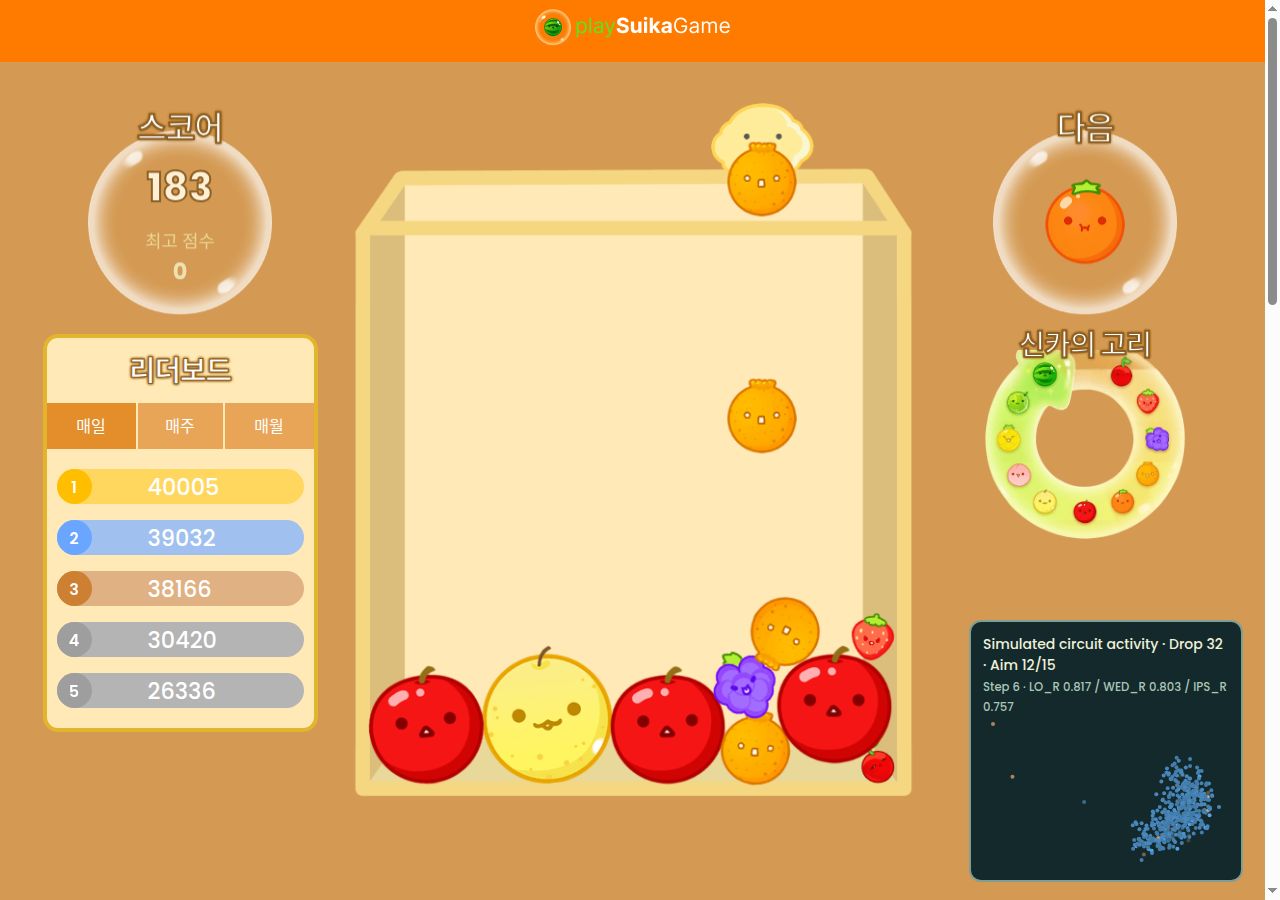 playSuikaGame
스코어
183
최고 점수
0
다음
신카의 고리
리더보드
매일 매주 매월
1 40005
2 39032
3 38166
4 30420
5 26336
Simulated circuit activity · Drop 32
· Aim 12/15
Step 6 · LO_R 0.817 / WED_R 0.803 / IPS_R
0.757